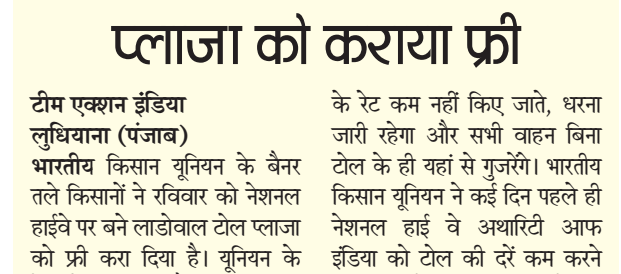 प्लाजा को कराया फ्री
टीम एक्शन इंडिया
लुधियाना (पंजाब)
भारतीय किसान यूनियन के बैनर
तले किसानों ने रविवार को नेशनल
हाईवे पर बने लाडोवाल टोल प्लाजा
को फ्री करा दिया है। यूनियन के
के रेट कम नहीं किए जाते, धरना
जारी रहेगा और सभी वाहन बिना
टोल के ही यहां से गुजरेंगे। भारतीय
किसान यूनियन ने कई दिन पहले ही
नेशनल हाई वे अथारिटी आफ
इंडिया को टोल की दरें कम करने